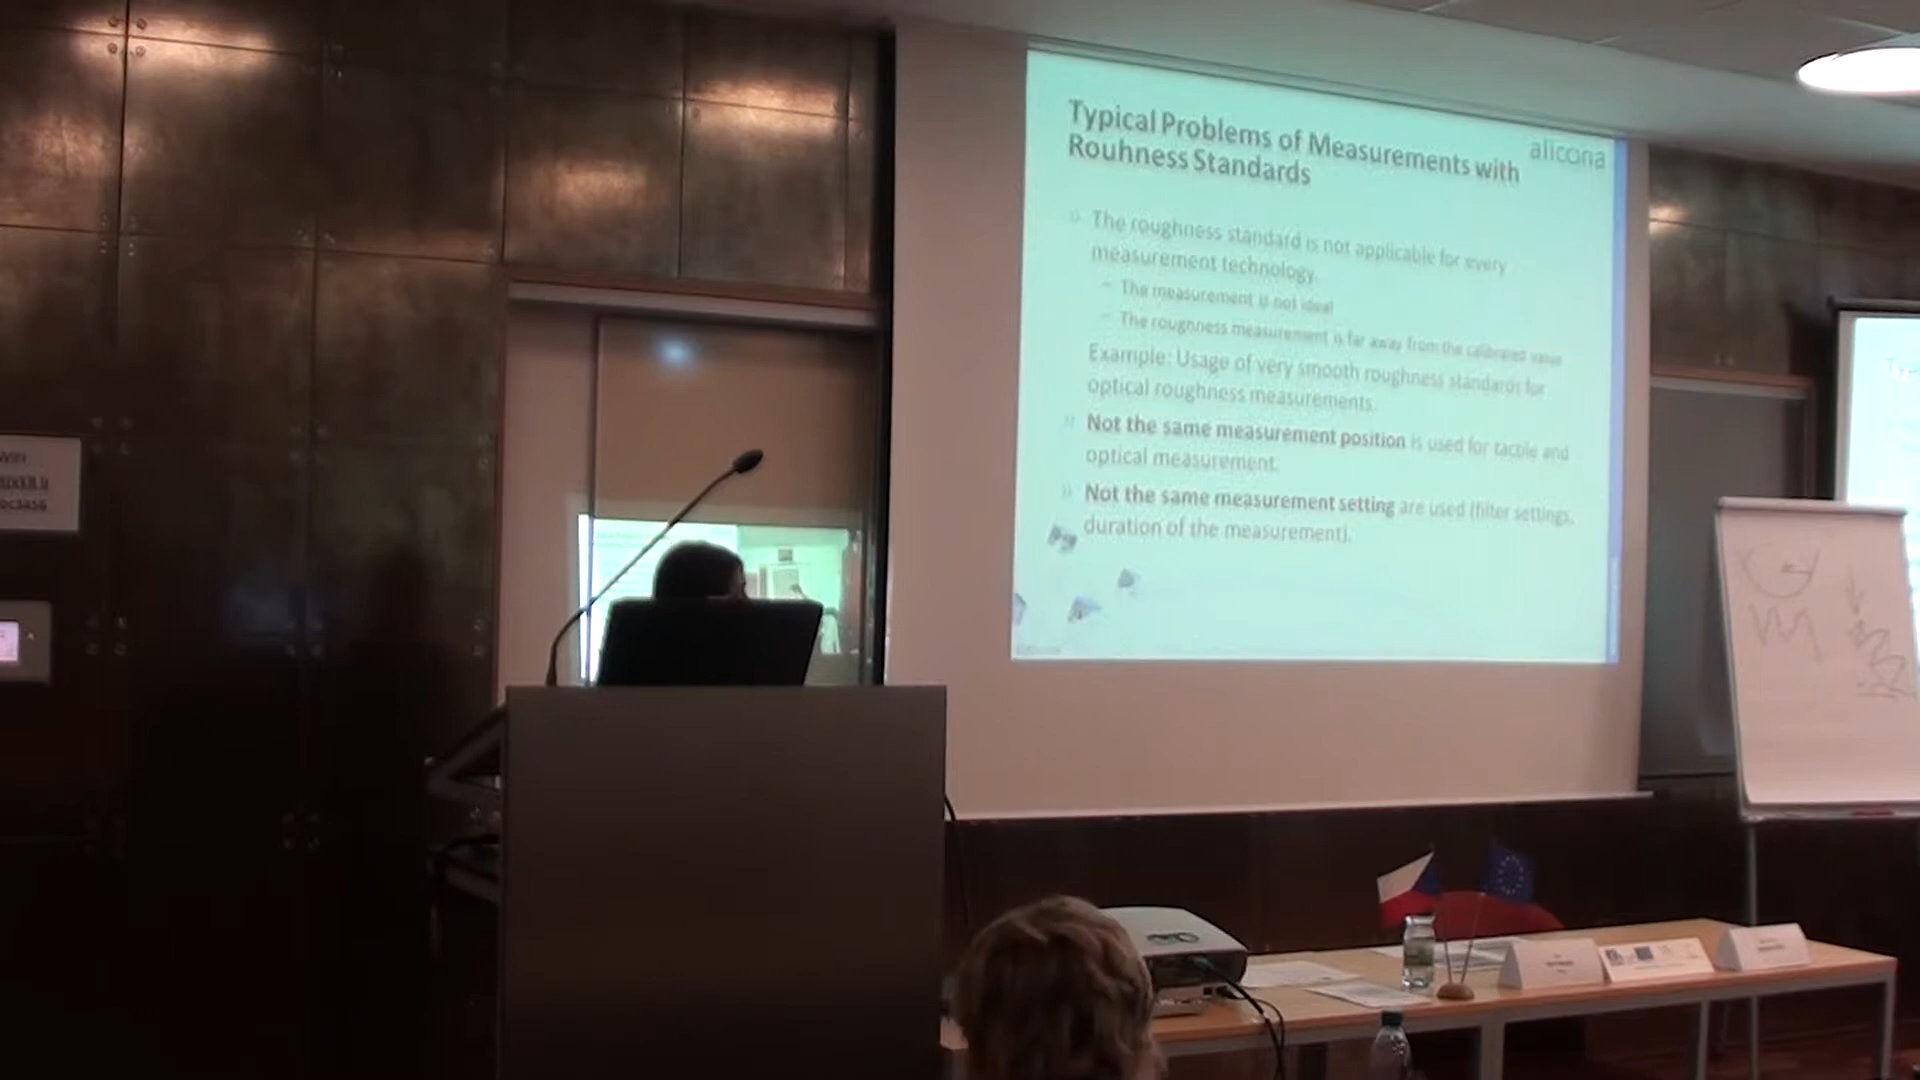 Typical Problems of Measurements with
Rouhness Standards
alicona
The roughness standard is not applicable for every
measurement technology.
The measurement is not ideal
The roughness measurement is far away from the calibrated value
Example: Usage of very smooth roughness standards for
optical roughness measurements.
Not the same measurement position is used for tactile and
optical measurement.
Not the same measurement setting are used (filter settings,
duration of the measurement).